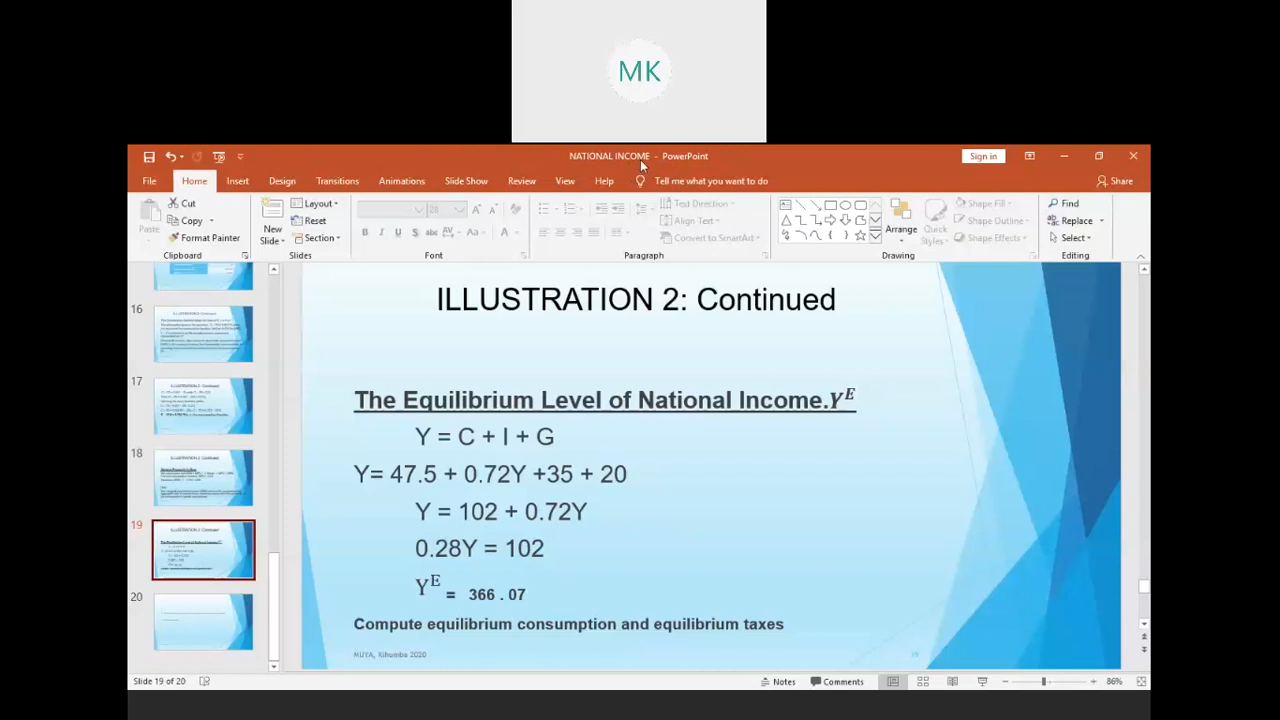 MK
NATIONAL INCOME - PowerPoint
Sign in
File Home Insert Design Transitions Animations Slide Show Review View Help Tell me what you want to do Share
Paste
Cut
Copy
Format Painter
Clipboard
New Slide
Layout
Reset
Section
Slides
28
Font
Text Direction
Align Text
Convert to SmartArt
Paragraph
Arrange
Quick Styles
Shape Fill
Shape Outline
Shape Effects
Drawing
Find
Replace
Select
Editing
16
17
18
19
20
ILLUSTRATION 2: Continued
The Equilibrium Level of National Income.Y^E
Y = C + I + G
Y= 47.5 + 0.72Y +35 + 20
Y = 102 + 0.72Y
0.28Y = 102
Y^E = 366 . 07
Compute equilibrium consumption and equilibrium taxes
MUYA, Kihumba 2020
19
Slide 19 of 20
Notes Comments 86%